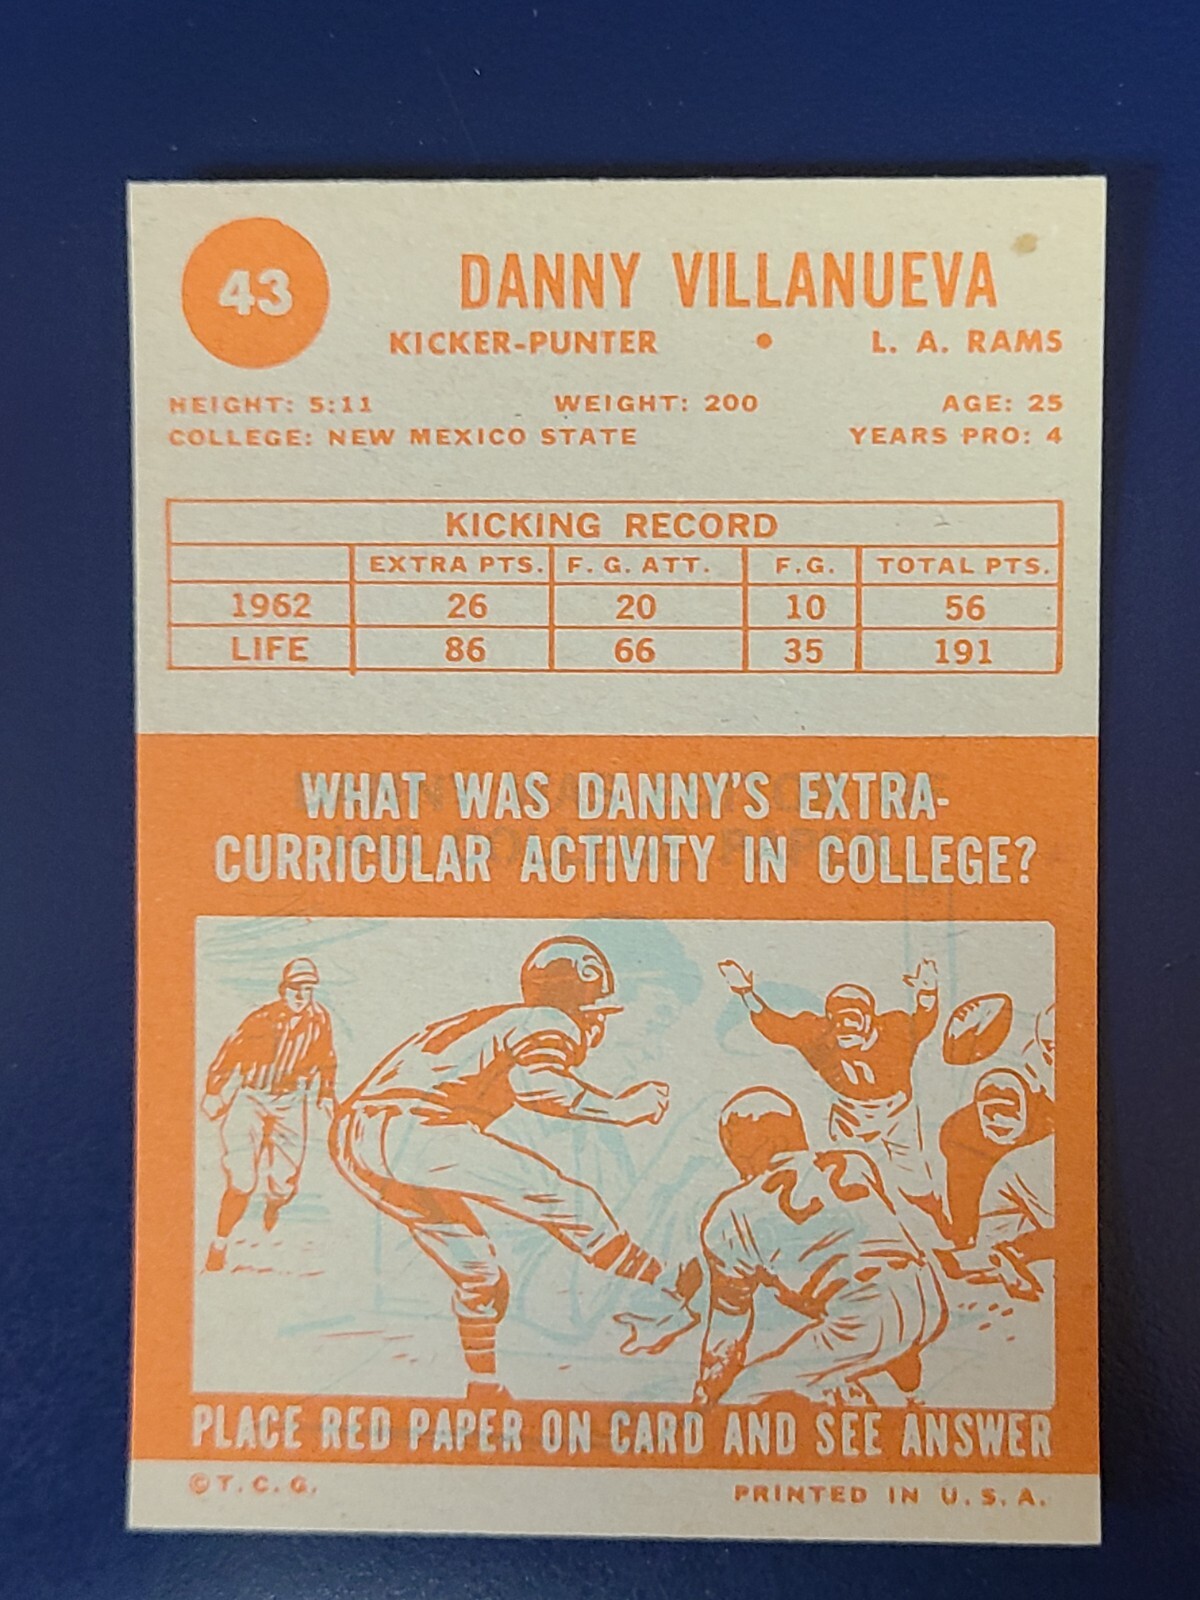 43
DANNY VILLANUEVA
KICKER-PUNTER • L. A. RAMS
HEIGHT: 5:11 WEIGHT: 200 AGE: 25
COLLEGE: NEW MEXICO STATE YEARS PRO: 4
KICKING RECORD
EXTRA PTS. F. G. ATT. F.G. TOTAL PTS.
1962 26 20 10 56
LIFE 86 66 35 191
WHAT WAS DANNY'S EXTRA-
CURRICULAR ACTIVITY IN COLLEGE?
22
PLACE RED PAPER ON CARD AND SEE ANSWER
©T.C.G. PRINTED IN U.S.A.